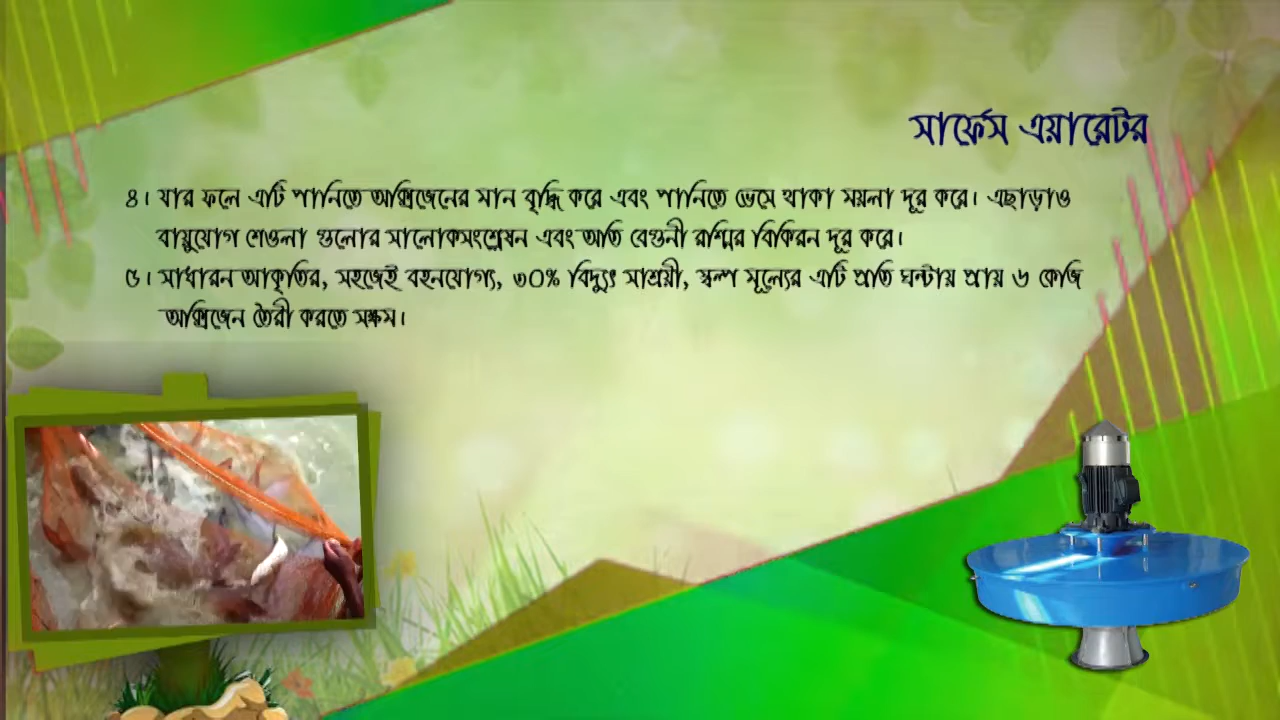 সার্ফেস এয়ারেটর
৪। যার ফলে এটি পানিতে অক্সিজেনের মান বৃদ্ধি করে এবং পানিতে ভেসে থাকা ময়লা দূর করে। এছাড়াও
বায়ুযোগ শেওলা গুলোর সালোকসংশ্লেষন এবং অতি বেগুনী রশ্মির বিকিরন দূর করে।
৫। সাধারন আকৃতির, সহজেই বহনযোগ্য, ৩০% বিদ্যুৎ সাশ্রয়ী, স্বল্প মূল্যের এটি প্রতি ঘন্টায় প্রায় ৬ কেজি
অক্সিজেন তৈরী করতে সক্ষম।